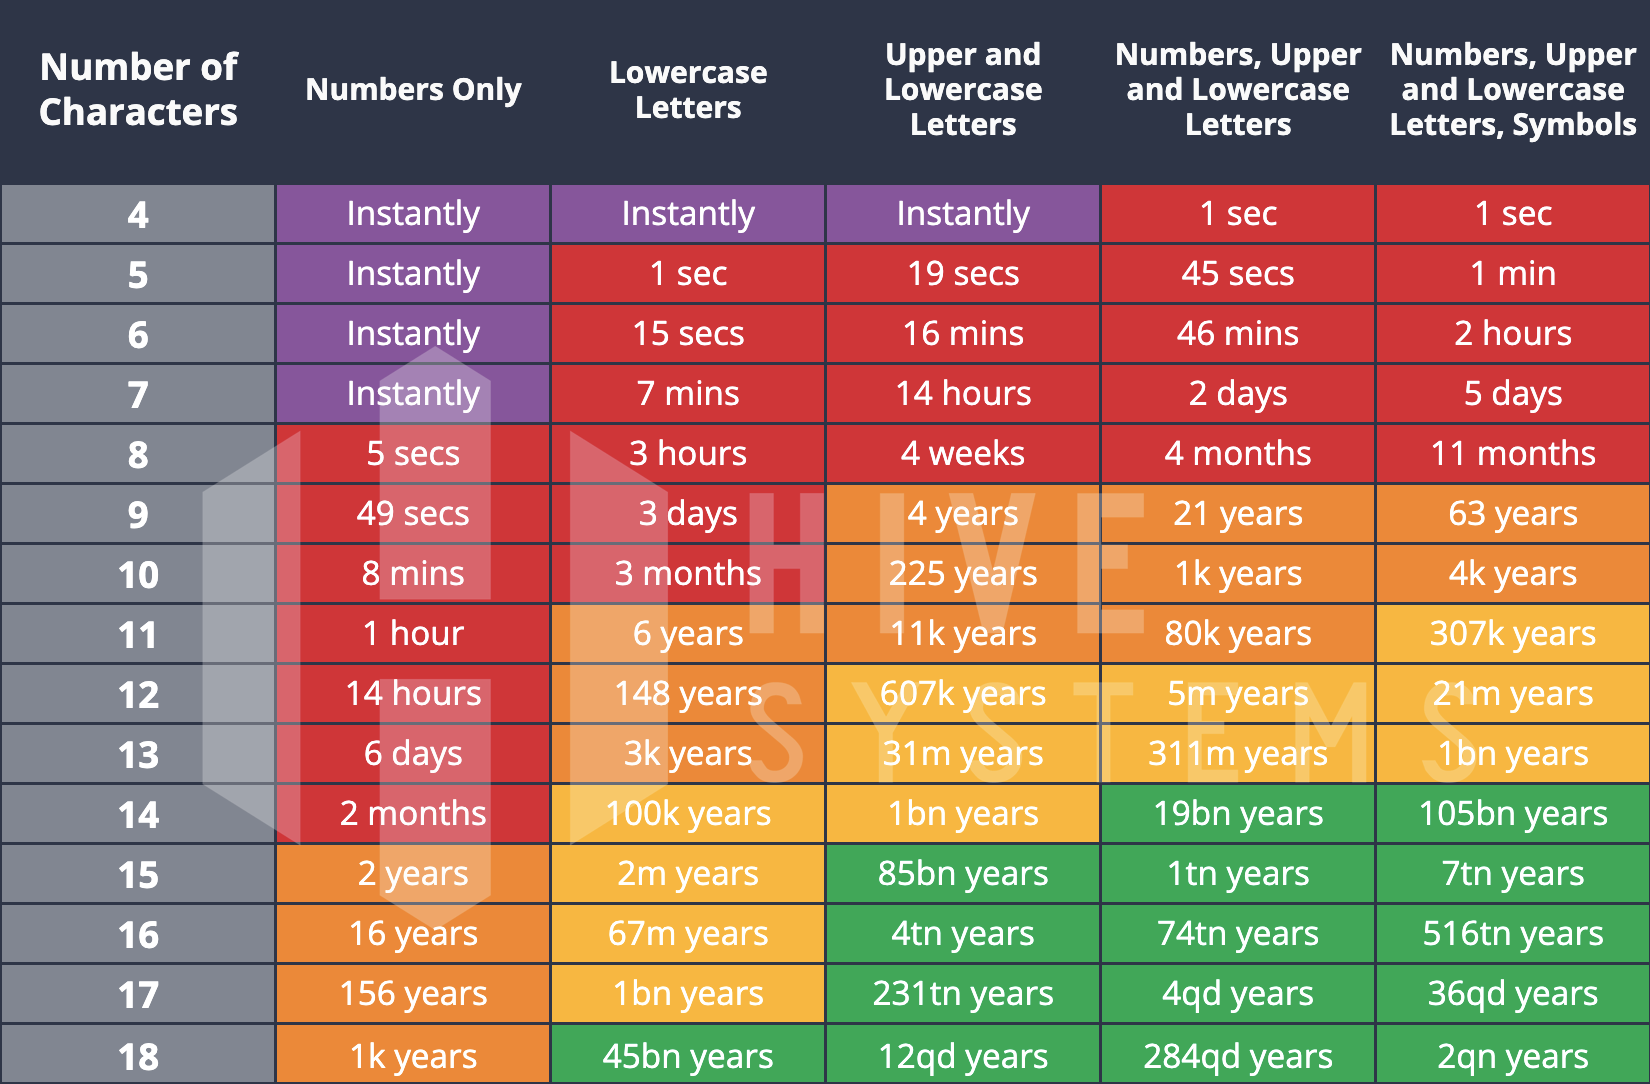 Number of Characters | Numbers Only | Lowercase Letters | Upper and Lowercase Letters | Numbers, Upper and Lowercase Letters | Numbers, Upper and Lowercase Letters, Symbols
4 | Instantly | Instantly | Instantly | 1 sec | 1 sec
5 | Instantly | 1 sec | 19 secs | 45 secs | 1 min
6 | Instantly | 15 secs | 16 mins | 46 mins | 2 hours
7 | Instantly | 7 mins | 14 hours | 2 days | 5 days
8 | 5 secs | 3 hours | 4 weeks | 4 months | 11 months
9 | 49 secs | 3 days | 4 years | 21 years | 63 years
10 | 8 mins | 3 months | 225 years | 1k years | 4k years
11 | 1 hour | 6 years | 11k years | 80k years | 307k years
12 | 14 hours | 148 years | 607k years | 5m years | 21m years
13 | 6 days | 3k years | 31m years | 311m years | 1bn years
14 | 2 months | 100k years | 1bn years | 19bn years | 105bn years
15 | 2 years | 2m years | 85bn years | 1tn years | 7tn years
16 | 16 years | 67m years | 4tn years | 74tn years | 516tn years
17 | 156 years | 1bn years | 231tn years | 4qd years | 36qd years
18 | 1k years | 45bn years | 12qd years | 284qd years | 2qn years
HIVE
SYSTEMS